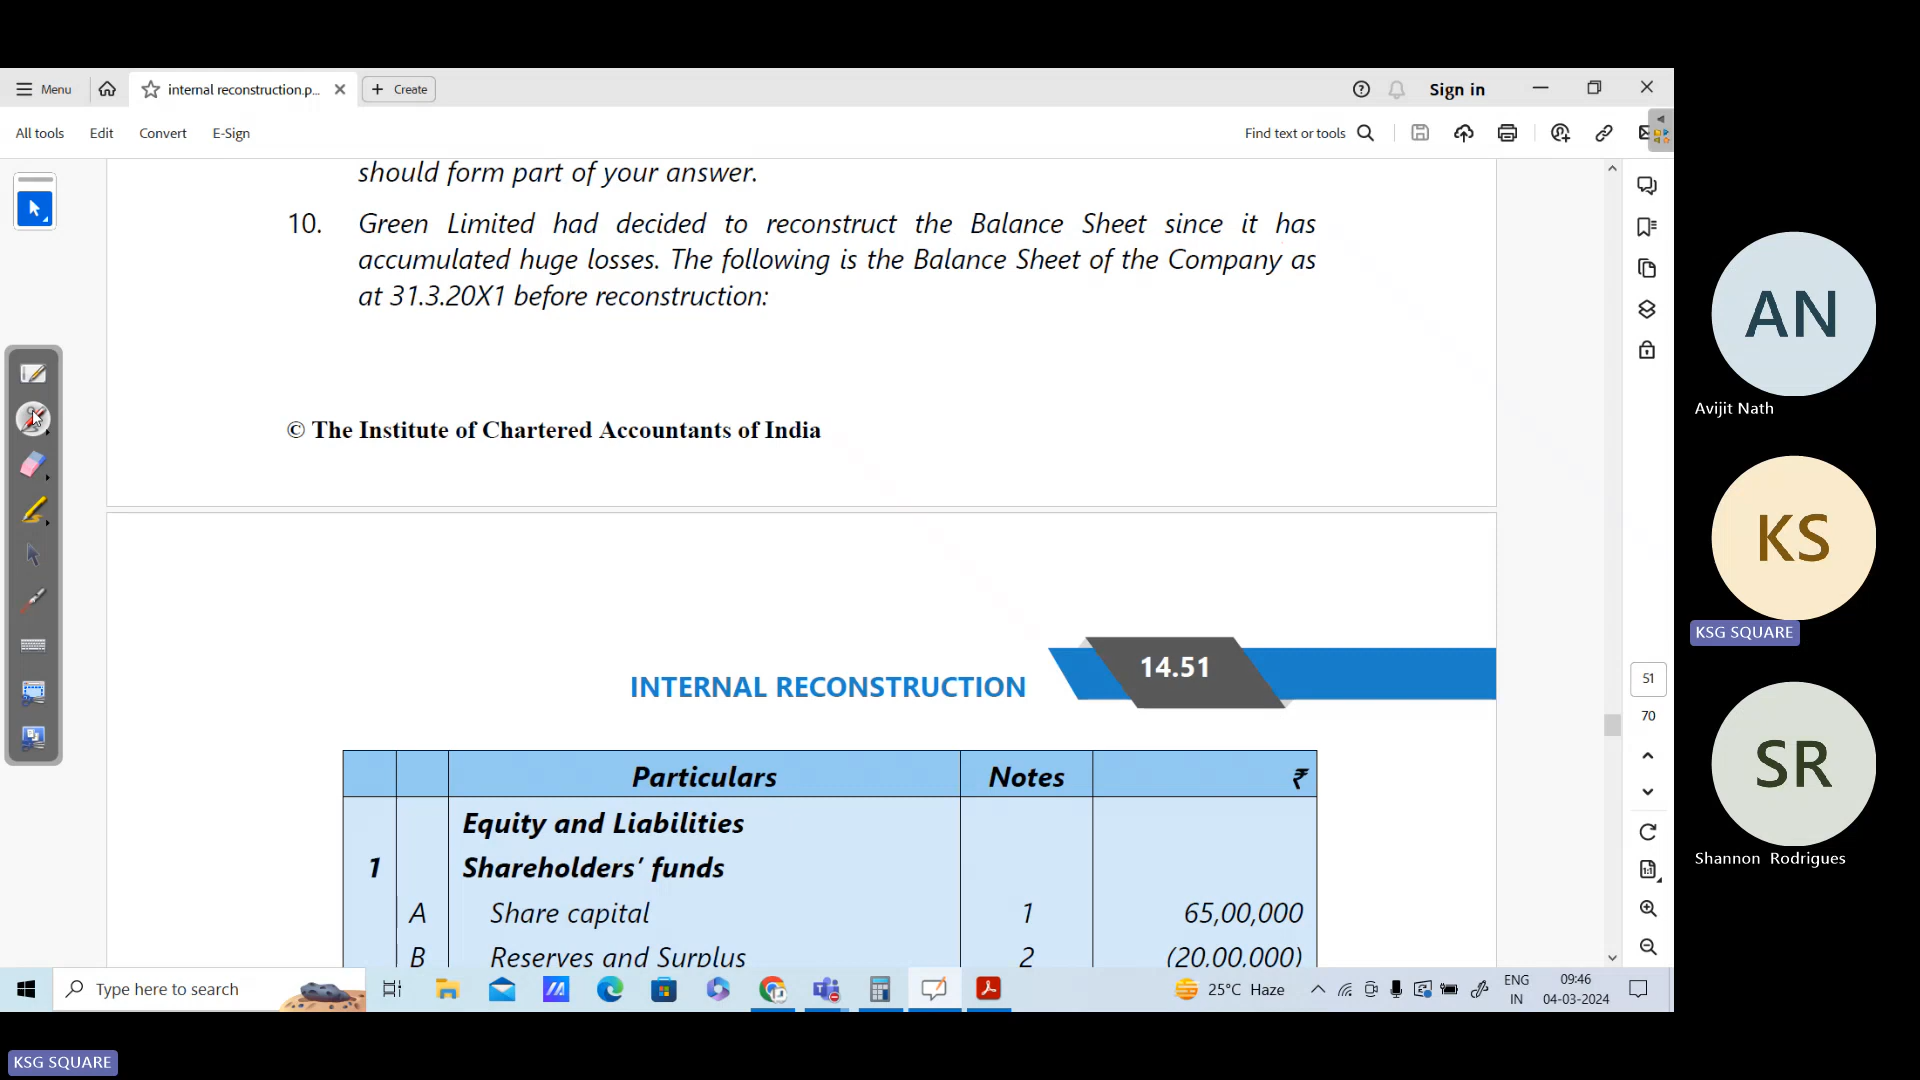 Menu
internal reconstruction.p...
Create
Sign in
All tools
Edit
Convert
E-Sign
Find text or tools
should form part of your answer.
10. Green Limited had decided to reconstruct the Balance Sheet since it has
accumulated huge losses. The following is the Balance Sheet of the Company as
at 31.3.20X1 before reconstruction:
© The Institute of Chartered Accountants of India
INTERNAL RECONSTRUCTION 14.51
Particulars Notes ₹
Equity and Liabilities
1 Shareholders' funds
A Share capital 1 65,00,000
B Reserves and Surplus 2 (20,00,000)
51
70
AN
Avijit Nath
KS
KSG SQUARE
SR
Shannon Rodrigues
Type here to search
25°C Haze
ENG
IN
09:46
04-03-2024
KSG SQUARE